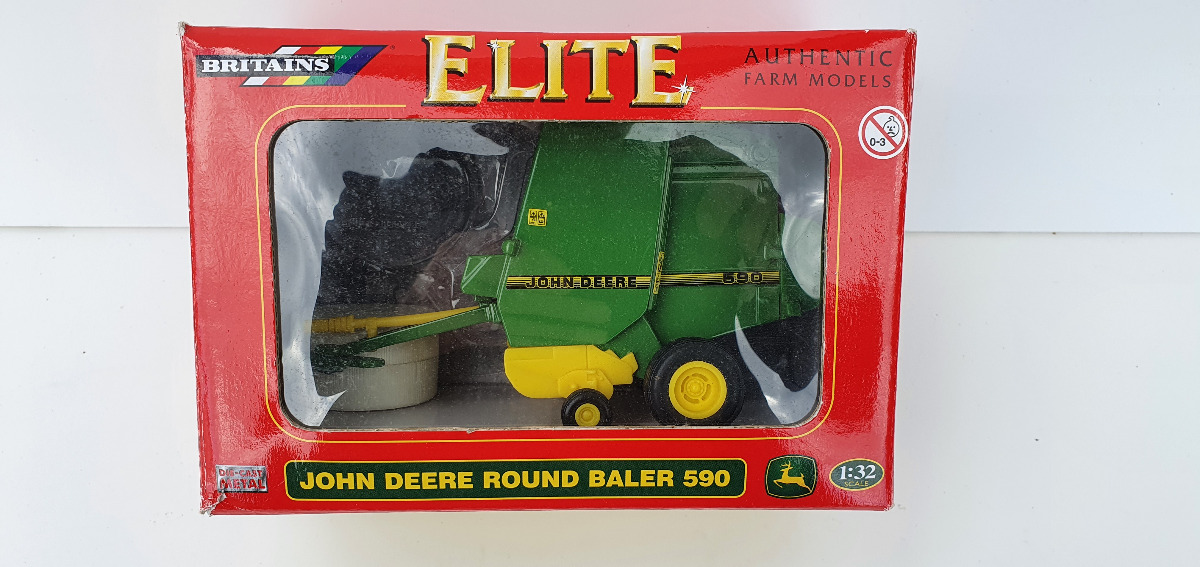 BRITAINS
ELITE
AUTHENTIC
FARM MODELS
0-3
JOHN DEERE
590
DIE-CAST
METAL
JOHN DEERE ROUND BALER 590
1:32
SCALE